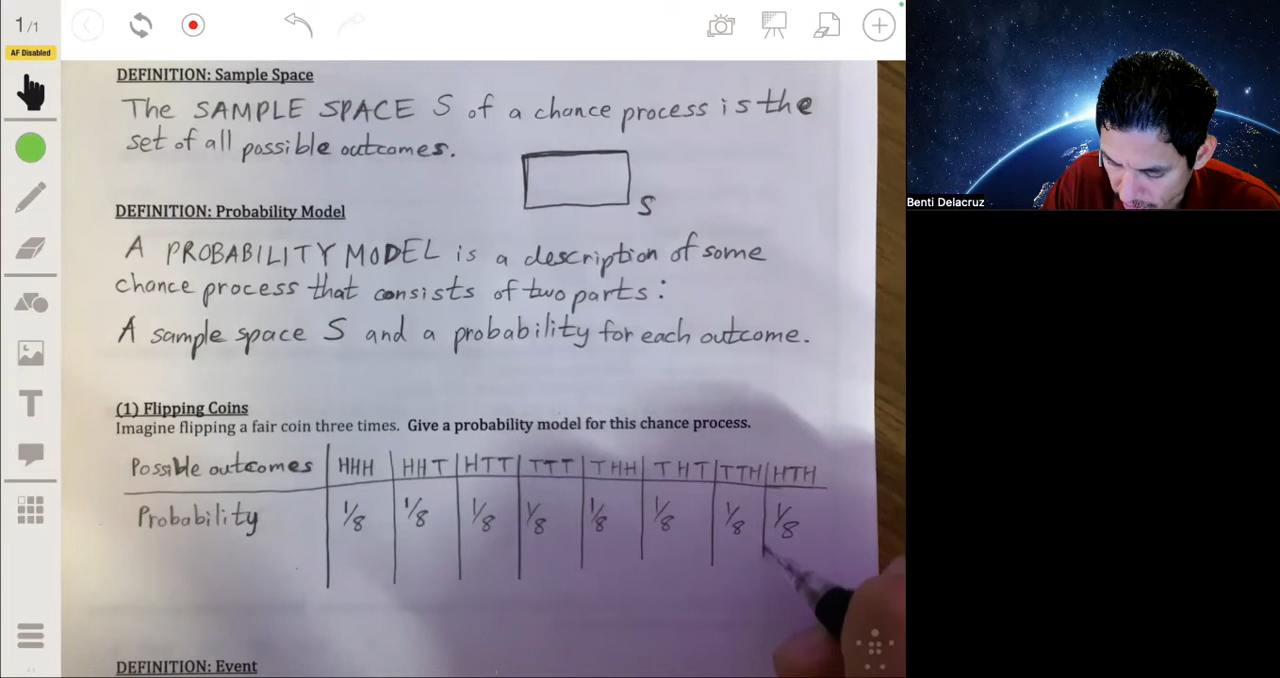 1/1
AF Disabled
DEFINITION: Sample Space
The SAMPLE SPACE S of a chance process is the
set of all possible outcomes.
S
DEFINITION: Probability Model
A PROBABILITY MODEL is a description of some
chance process that consists of two parts:
A sample space S and a probability for each outcome.
(1) Flipping Coins
Imagine flipping a fair coin three times. Give a probability model for this chance process.
Possible outcomes HHH HHT HTT TTT THH THT TTH HTH
Probability 1/8 1/8 1/8 1/8 1/8 1/8 1/8 1/8
DEFINITION: Event
T
Benti Delacruz